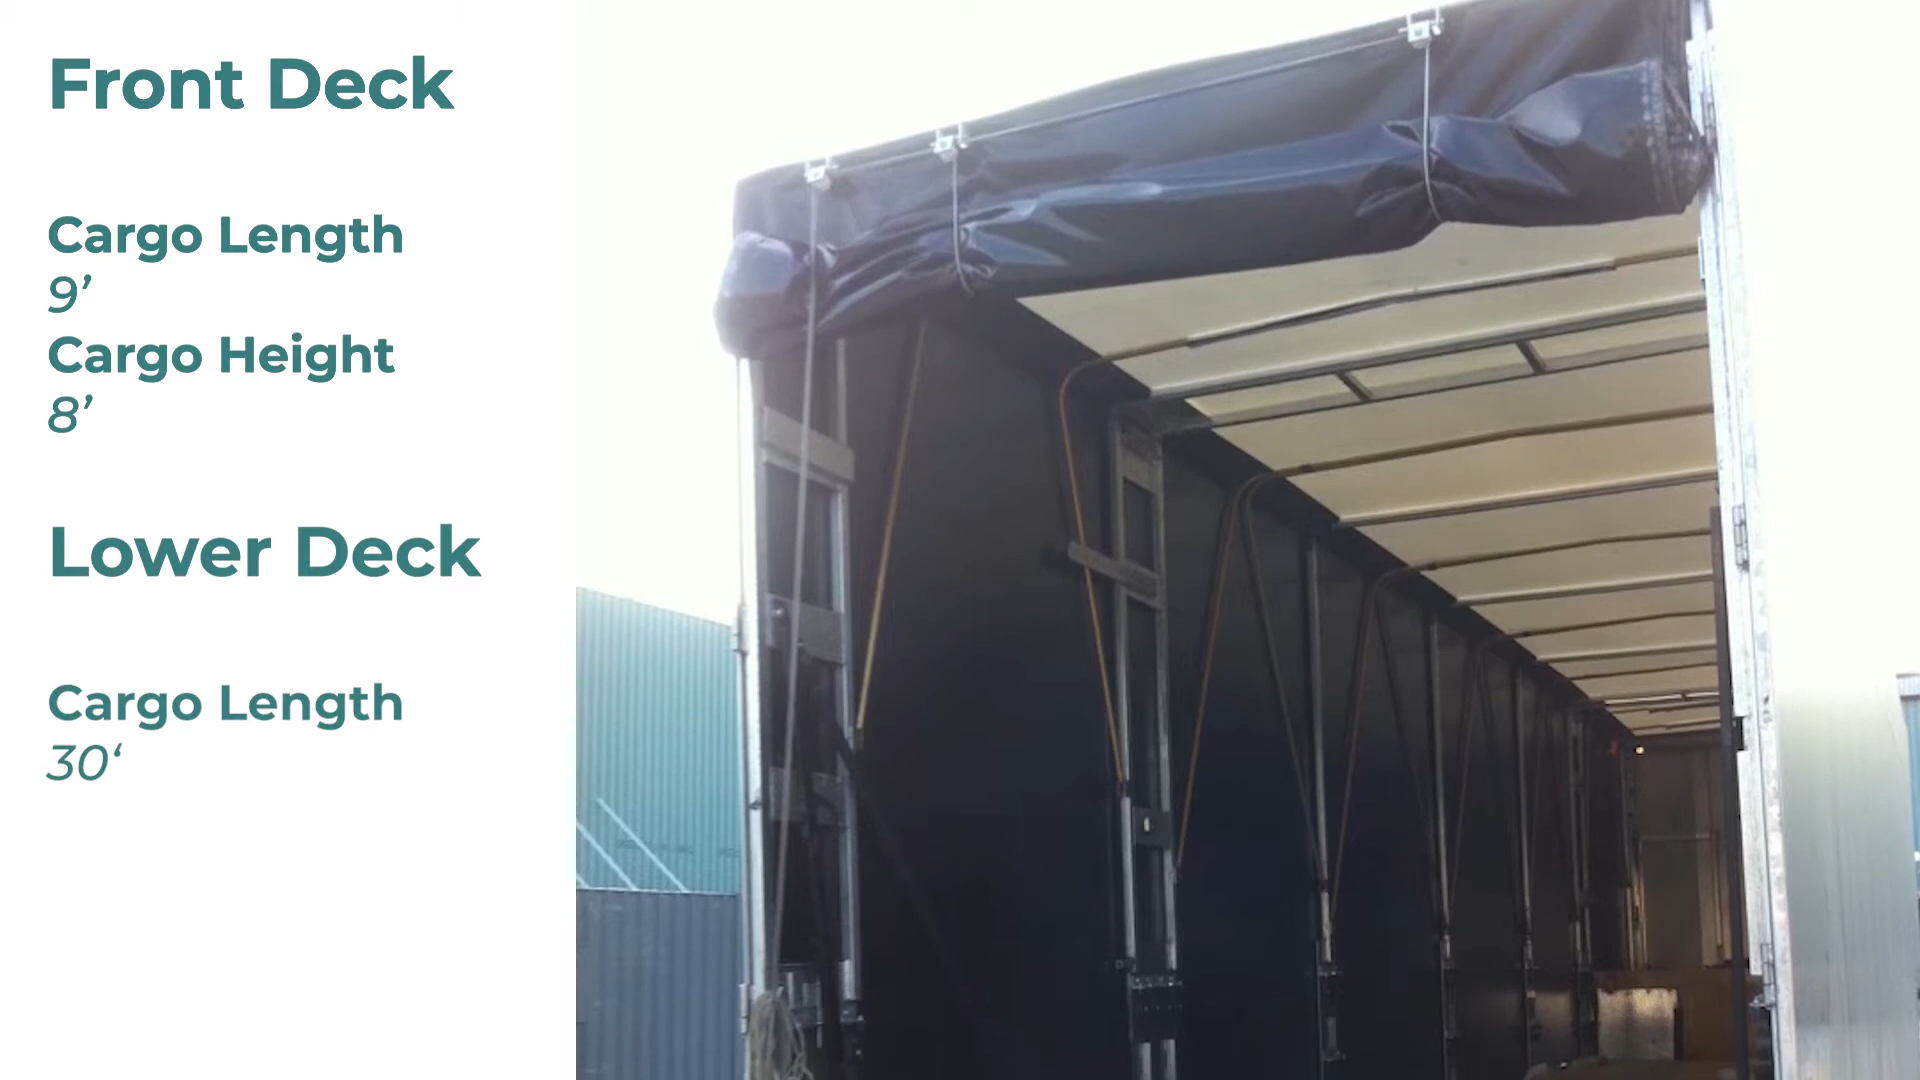 Front Deck
Cargo Length
9’
Cargo Height
8’
Lower Deck
Cargo Length
30‘